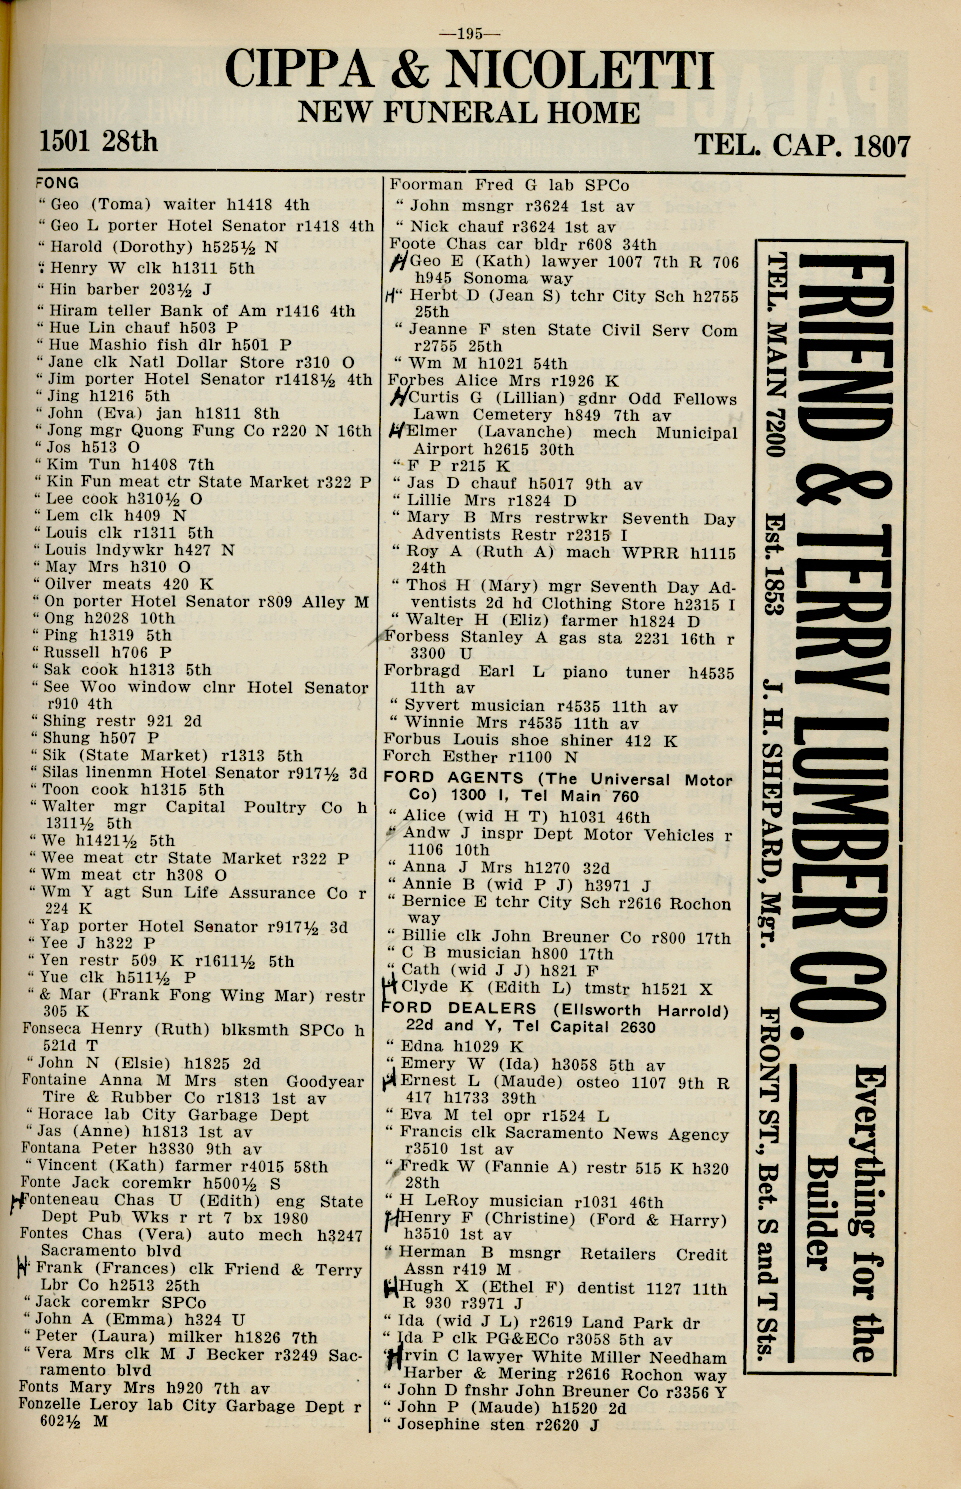 —195—
CIPPA & NICOLETTI
NEW FUNERAL HOME
1501 28th TEL. CAP. 1807
FONG
" Geo (Toma) waiter h1418 4th
" Geo L porter Hotel Senator r1418 4th
" Harold (Dorothy) h525½ N
" Henry W clk h1311 5th
" Hin barber 203½ J
" Hiram teller Bank of Am r1416 4th
" Hue Lin chauf h503 P
" Hue Mashio fish dlr h501 P
" Jane clk Natl Dollar Store r310 O
" Jim porter Hotel Senator r1418½ 4th
" Jing h1216 5th
" John (Eva) jan h1811 8th
" Jong mgr Quong Fung Co r220 N 16th
" Jos h513 O
" Kim Tun h1408 7th
" Kin Fun meat ctr State Market r322 P
" Lee cook h310½ O
" Lem clk h409 N
" Louis clk r1311 5th
" Louis lndywkr h427 N
" May Mrs h310 O
" Oilver meats 420 K
" On porter Hotel Senator r809 Alley M
" Ong h2028 10th
" Ping h1319 5th
" Russell h706 P
" Sak cook h1313 5th
" See Woo window clnr Hotel Senator
r910 4th
" Shing restr 921 2d
" Shung h507 P
" Sik (State Market) r1313 5th
" Silas linenmn Hotel Senator r917½ 3d
" Toon cook h1315 5th
" Walter mgr Capital Poultry Co h
1311½ 5th
" We h1421½ 5th
" Wee meat ctr State Market r322 P
" Wm meat ctr h308 O
" Wm Y agt Sun Life Assurance Co r
224 K
" Yap porter Hotel Senator r917½ 3d
" Yee J h322 P
" Yen restr 509 K r1611½ 5th
" Yue clk h511½ P
" & Mar (Frank Fong Wing Mar) restr
305 K
Fonseca Henry (Ruth) blksmth SPCo h
521d T
" John N (Elsie) h1825 2d
Fontaine Anna M Mrs sten Goodyear
Tire & Rubber Co r1813 1st av
" Horace lab City Garbage Dept
" Jas (Anne) h1813 1st av
Fontana Peter h3830 9th av
" Vincent (Kath) farmer r4015 58th
Fonte Jack coremkr h500½ S
Fonteneau Chas U (Edith) eng State
Dept Pub Wks r rt 7 bx 1980
Fontes Chas (Vera) auto mech h3247
Sacramento blvd
" Frank (Frances) clk Friend & Terry
Lbr Co h2513 25th
" Jack coremkr SPCo
" John A (Emma) h324 U
" Peter (Laura) milker h1826 7th
" Vera Mrs clk M J Becker r3249 Sac-
ramento blvd
Fonts Mary Mrs h920 7th av
Fonzelle Leroy lab City Garbage Dept r
602½ M
Foorman Fred G lab SPCo
" John msngr r3624 1st av
" Nick chauf r3624 1st av
Foote Chas car bldr r608 34th
H Geo E (Kath) lawyer 1007 7th R 706
h945 Sonoma way
H " Herbt D (Jean S) tchr City Sch h2755
25th
" Jeanne F sten State Civil Serv Com
r2755 25th
" Wm M h1021 54th
Forbes Alice Mrs r1926 K
H Curtis G (Lillian) gdnr Odd Fellows
Lawn Cemetery h849 7th av
H Elmer (Lavanche) mech Municipal
Airport h2615 30th
" F P r215 K
" Jas D chauf h5017 9th av
" Lillie Mrs r1824 D
" Mary B Mrs restrwkr Seventh Day
Adventists Restr r2315 I
" Roy A (Ruth A) mach WPRR h1115
24th
" Thos H (Mary) mgr Seventh Day Ad-
ventists 2d hd Clothing Store h2315 I
" Walter H (Eliz) farmer h1824 D
Forbess Stanley A gas sta 2231 16th r
3300 U
Forbragd Earl L piano tuner h4535
11th av
" Syvert musician r4535 11th av
" Winnie Mrs r4535 11th av
Forbus Louis shoe shiner 412 K
Forch Esther r1100 N
FORD AGENTS (The Universal Motor
Co) 1300 I, Tel Main 760
" Alice (wid H T) h1031 46th
" Andw J inspr Dept Motor Vehicles r
1106 10th
" Anna J Mrs h1270 32d
" Annie B (wid P J) h3971 J
" Bernice E tchr City Sch r2616 Rochon
way
" Billie clk John Breuner Co r800 17th
" C B musician h800 17th
" Cath (wid J J) h821 F
H Clyde K (Edith L) tmstr h1521 X
FORD DEALERS (Ellsworth Harrold)
22d and Y, Tel Capital 2630
" Edna h1029 K
" Emery W (Ida) h3058 5th av
H Ernest L (Maude) osteo 1107 9th R
417 h1733 39th
" Eva M tel opr r1524 L
" Francis clk Sacramento News Agency
r3510 1st av
" Fredk W (Fannie A) restr 515 K h320
28th
" H LeRoy musician r1031 46th
H Henry F (Christine) (Ford & Harry)
h3510 1st av
" Herman B msngr Retailers Credit
Assn r419 M
H Hugh X (Ethel F) dentist 1127 11th
R 930 r3971 J
" Ida (wid J L) r2619 Land Park dr
" Ida P clk PG&ECo r3058 5th av
H Irvin C lawyer White Miller Needham
Harber & Mering r2616 Rochon way
" John D fnshr John Breuner Co r3356 Y
" John P (Maude) h1520 2d
" Josephine sten r2620 J
FRIEND & TERRY LUMBER CO.
Everything for the
Builder
TEL. MAIN 7200 Est. 1853 J. H. SHEPARD, Mgr. FRONT ST., Bet. S and T Sts.